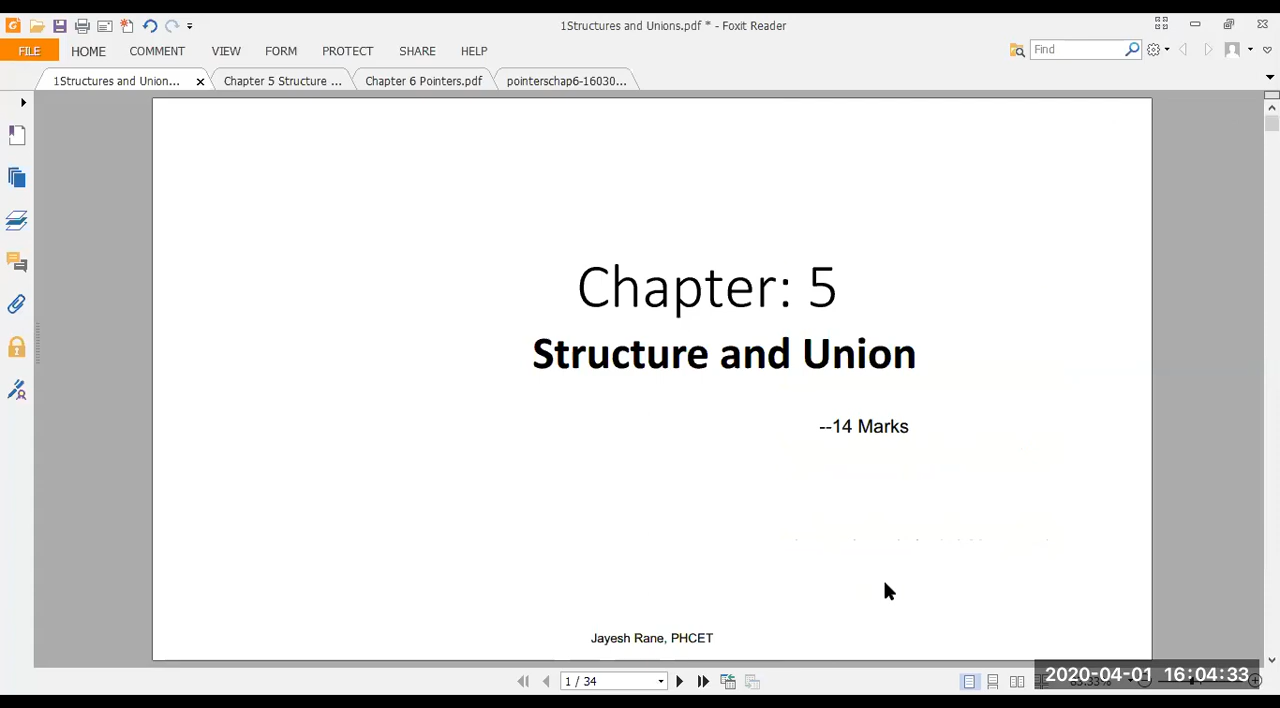 1Structures and Unions.pdf * - Foxit Reader
FILE HOME COMMENT VIEW FORM PROTECT SHARE HELP
Find
1Structures and Union... Chapter 5 Structure ... Chapter 6 Pointers.pdf pointerschap6-16030...
Chapter: 5
Structure and Union
--14 Marks
Jayesh Rane, PHCET
1 / 34
2020-04-01 16:04:33